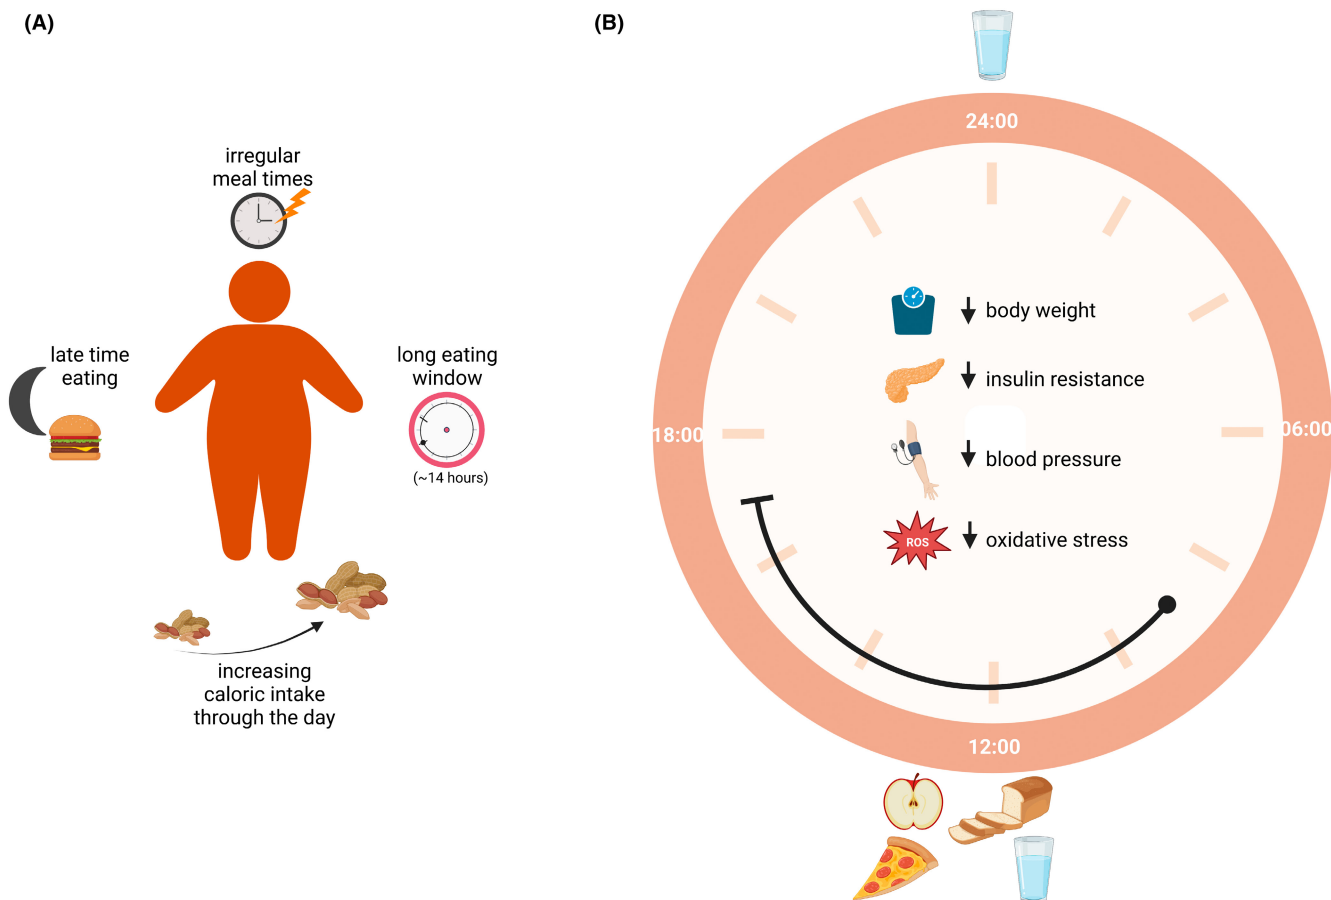 (A)
irregular
meal times
late time
eating
long eating
window
(~14 hours)
increasing
caloric intake
through the day
(B)
24:00
body weight
insulin resistance
18:00
06:00
blood pressure
ROS
oxidative stress
12:00